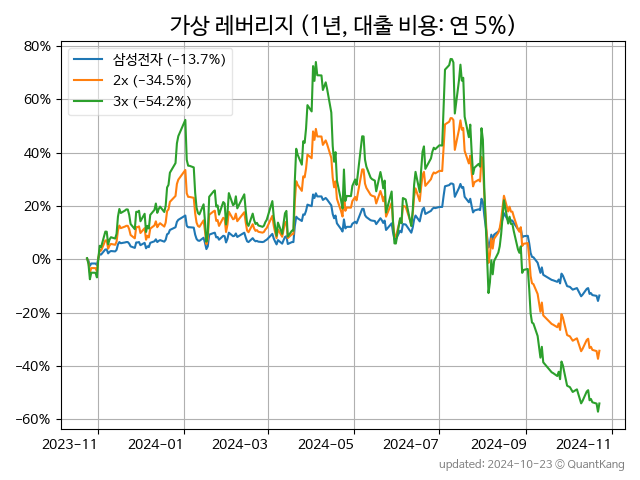 가상 레버리지 (1년, 대출 비용: 연 5%)
삼성전자 (−13.7%)
2x (−34.5%)
3x (−54.2%)
80%
60%
40%
20%
0%
−20%
−40%
−60%
2023-11 2024-01 2024-03 2024-05 2024-07 2024-09 2024-11
updated: 2024-10-23 © QuantKang